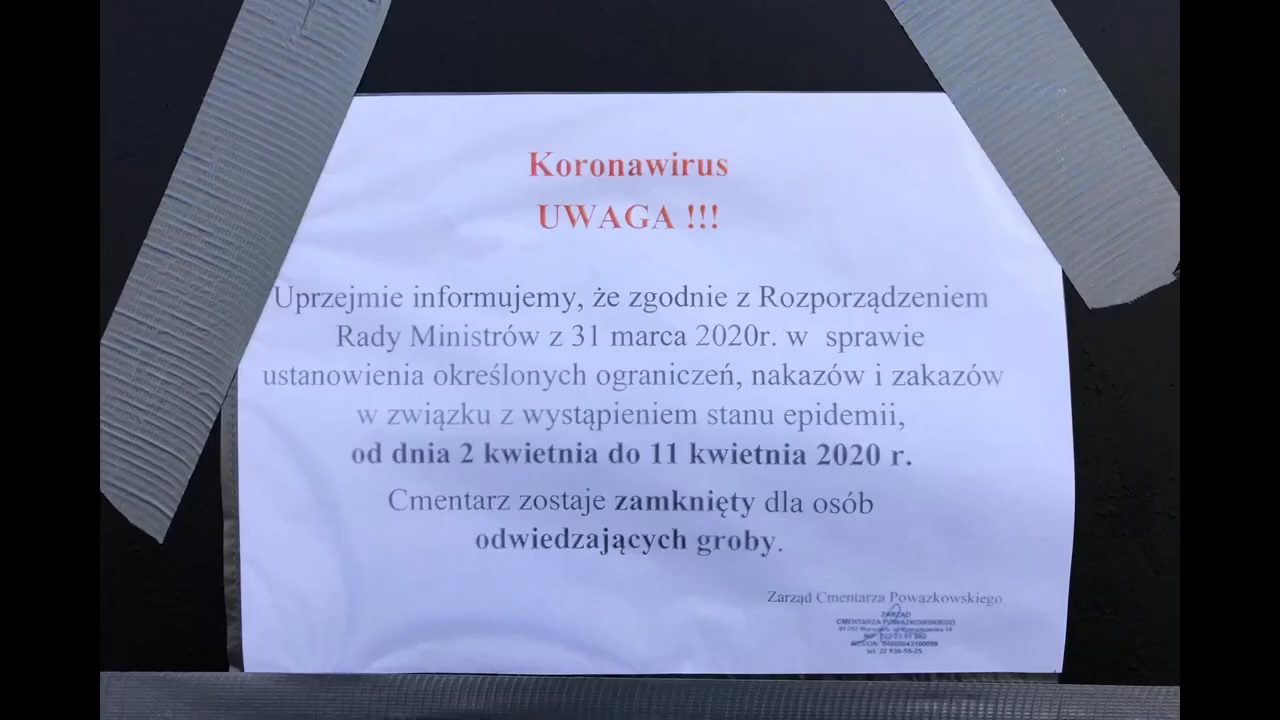 Koronawirus
UWAGA !!!
Uprzejmie informujemy, że zgodnie z Rozporządzeniem
Rady Ministrów z 31 marca 2020r. w sprawie
ustanowienia określonych ograniczeń, nakazów i zakazów
w związku z wystąpieniem stanu epidemii,
od dnia 2 kwietnia do 11 kwietnia 2020 r.
Cmentarz zostaje zamknięty dla osób
odwiedzających groby.
Zarząd Cmentarza Powązkowskiego
ZARZĄD
CMENTARZA POWĄZKOWSKIEGO